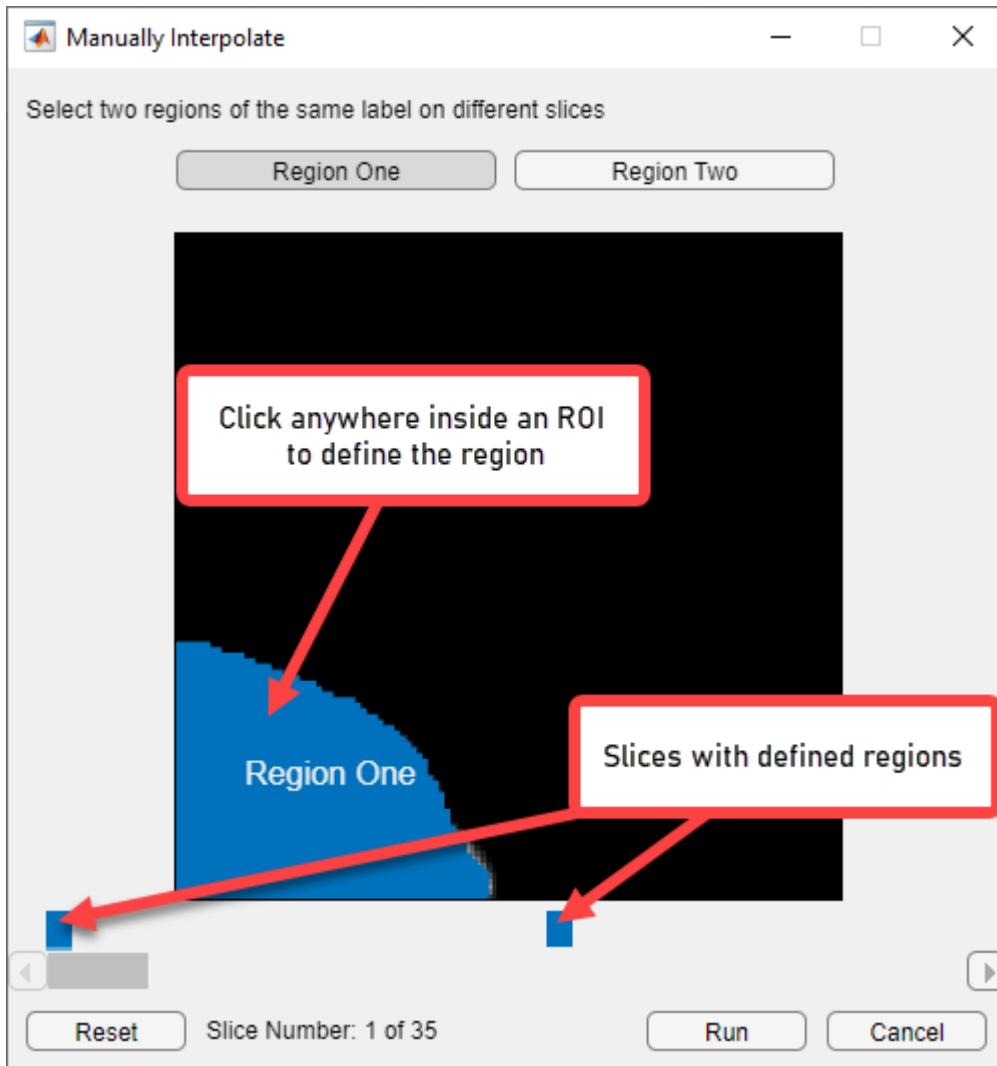 Manually Interpolate
Select two regions of the same label on different slices
Region One
Region Two
Click anywhere inside an ROI
to define the region
Region One
Slices with defined regions
Reset
Slice Number: 1 of 35
Run
Cancel